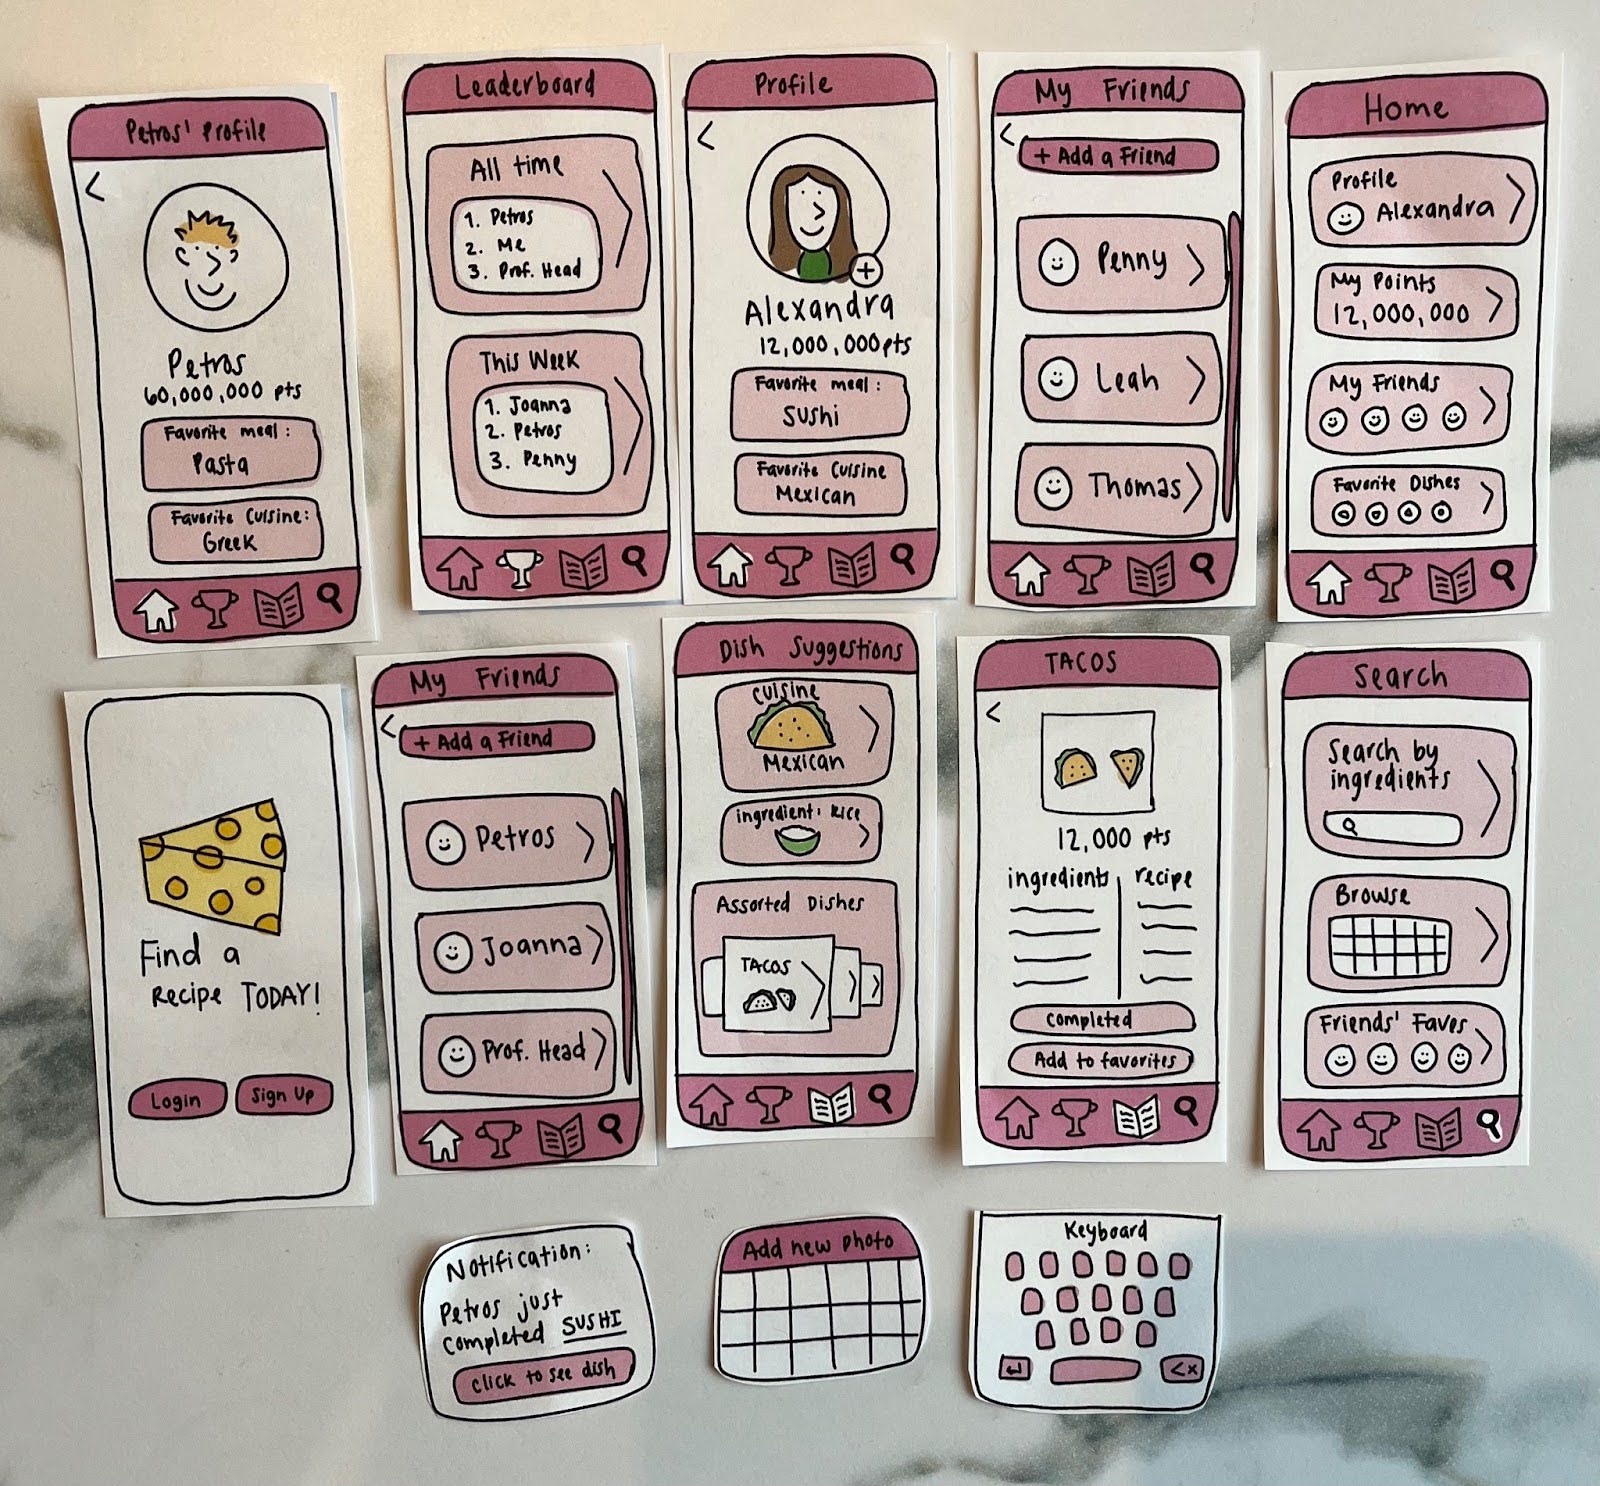 Petros' Profile
Petros
60,000,000 pts
Favorite meal:
Pasta
Favorite Cuisine:
Greek
Leaderboard
All time
1. Petros
2. Me
3. Prof. Head
This Week
1. Joanna
2. Petros
3. Penny
Profile
Alexandra
12,000,000 pts
Favorite meal:
Sushi
Favorite Cuisine
Mexican
My Friends
+ Add a Friend
Penny
Leah
Thomas
Home
Profile
Alexandra
My Points
12,000,000
My Friends
Favorite Dishes
Find a
Recipe TODAY!
Login
Sign Up
My Friends
+ Add a Friend
Petros
Joanna
Prof. Head
Dish Suggestions
Cuisine
Mexican
ingredient: Rice
Assorted Dishes
TACOS
TACOS
12,000 pts
ingredients
recipe
Completed
Add to favorites
Search
Search by
ingredients
Browse
Friends' Faves
Notification:
Petros just
completed SUSHI
Click to see dish
Add new photo
Keyboard